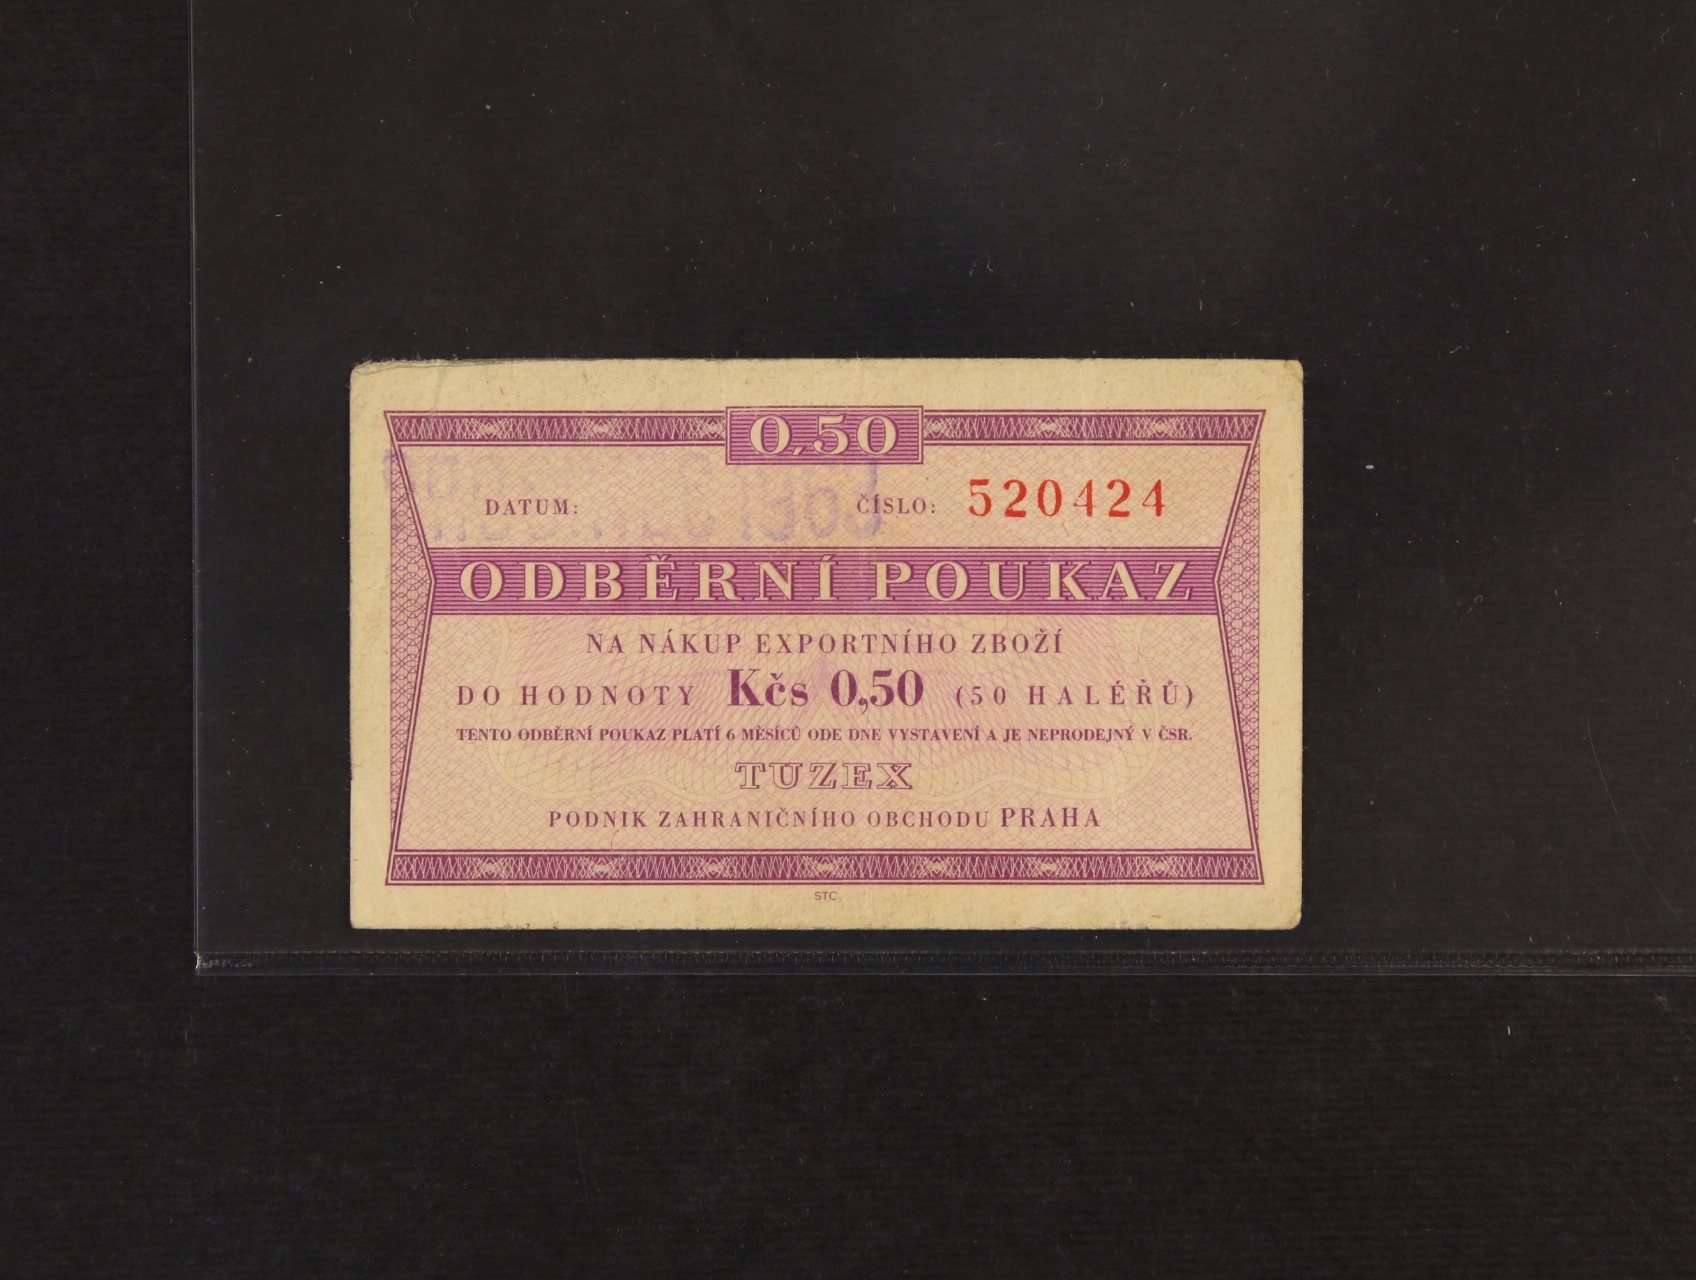 0,50
DATUM: ČÍSLO: 520424
ODBĚRNÍ POUKAZ
NA NÁKUP EXPORTNÍHO ZBOŽÍ
DO HODNOTY Kčs 0,50 (50 HALÉŘŮ)
TENTO ODBĚRNÍ POUKAZ PLATÍ 6 MĚSÍCŮ ODE DNE VYSTAVENÍ A JE NEPRODEJNÝ V ČSR.
TUZEX
PODNIK ZAHRANIČNÍHO OBCHODU PRAHA
STC